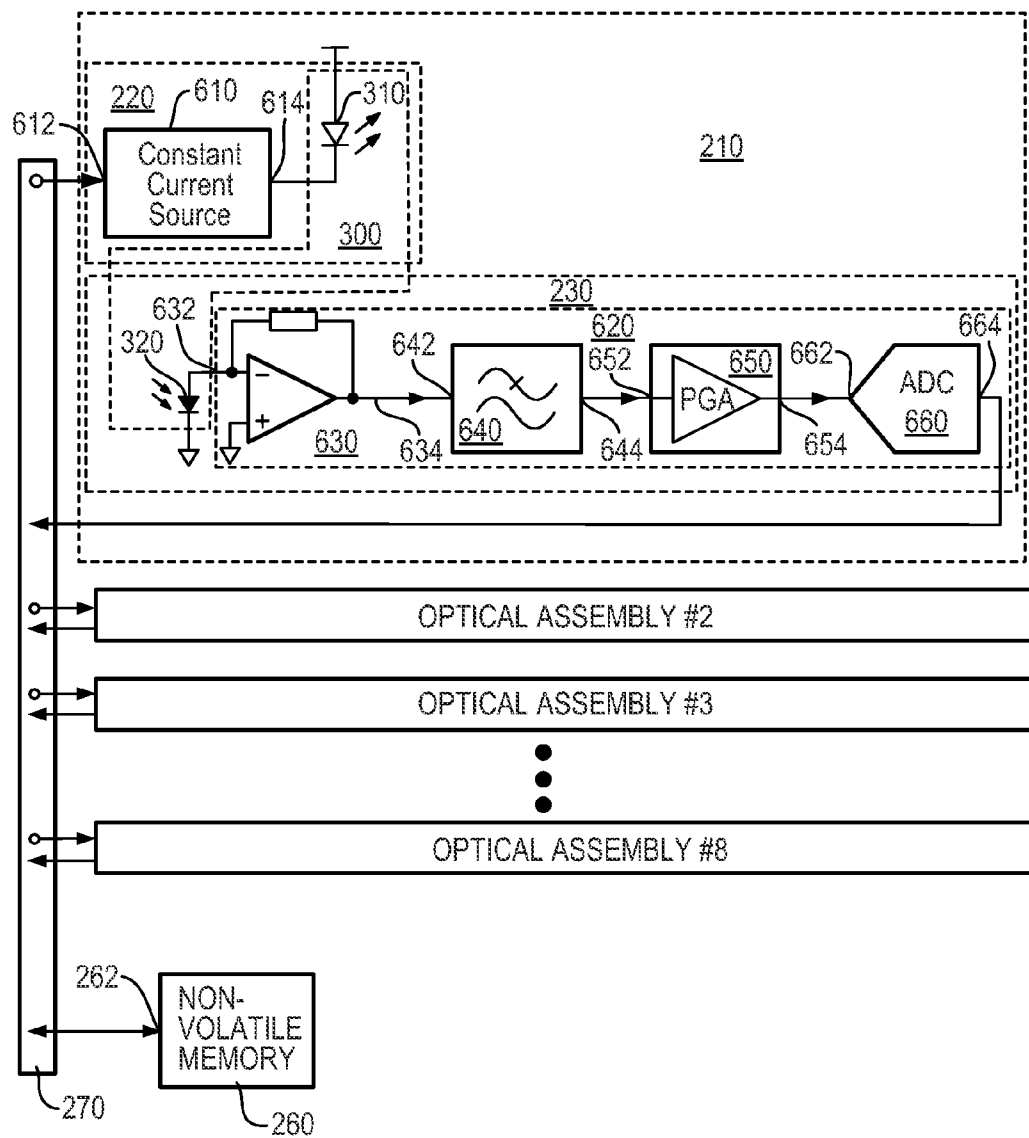 220
610
614
310
612
Constant
Current
Source
210
300
230
632
320
620
664
642
652
650
662
ADC
PGA
660
630
634
640
644
654
OPTICAL ASSEMBLY #2
OPTICAL ASSEMBLY #3
OPTICAL ASSEMBLY #8
262
NON-
VOLATILE
MEMORY
270
260